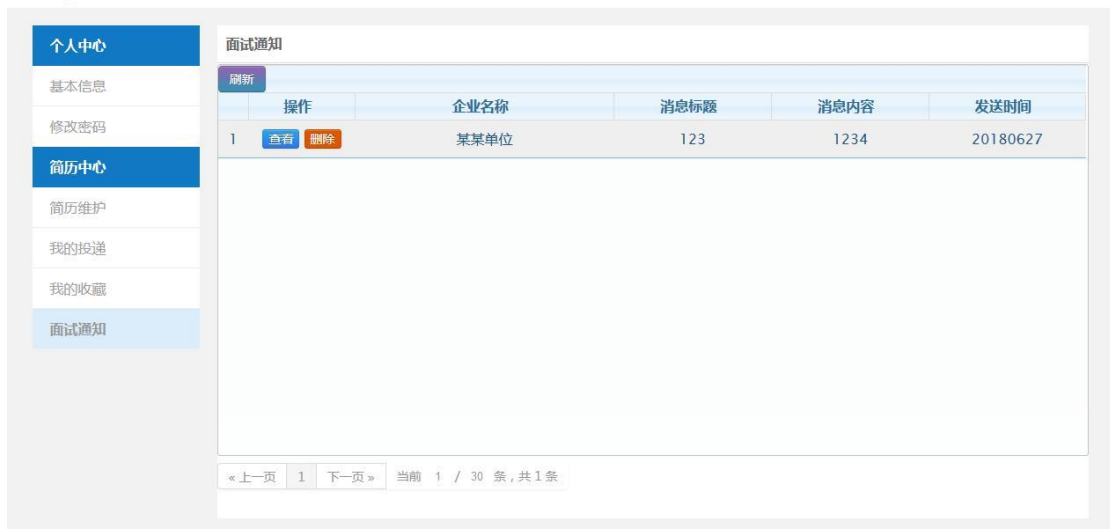 个人中心
基本信息
修改密码
简历中心
简历维护
我的投递
我的收藏
面试通知
面试通知
刷新
操作 企业名称 消息标题 消息内容 发送时间
1 查看 删除 某某单位 123 1234 20180627
«上一页 1 下一页» 当前 1 / 30 条,共1条